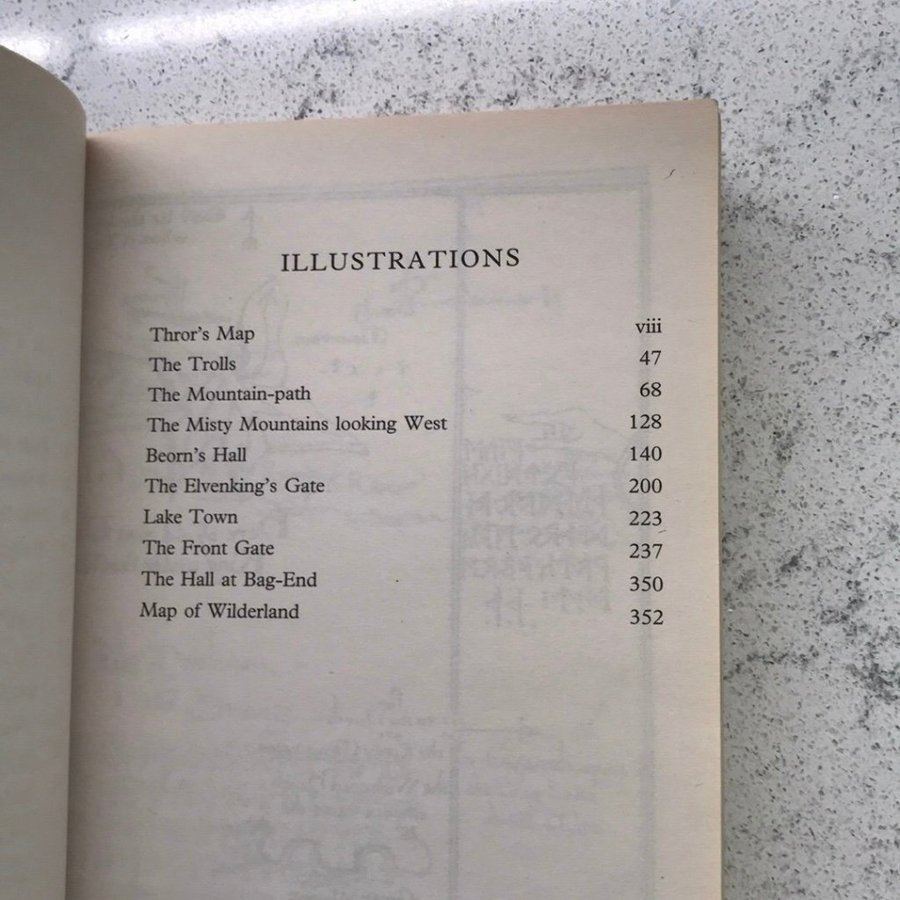 ILLUSTRATIONS
Thror's Map viii
The Trolls 47
The Mountain-path 68
The Misty Mountains looking West 128
Beorn's Hall 140
The Elvenking's Gate 200
Lake Town 223
The Front Gate 237
The Hall at Bag-End 350
Map of Wilderland 352